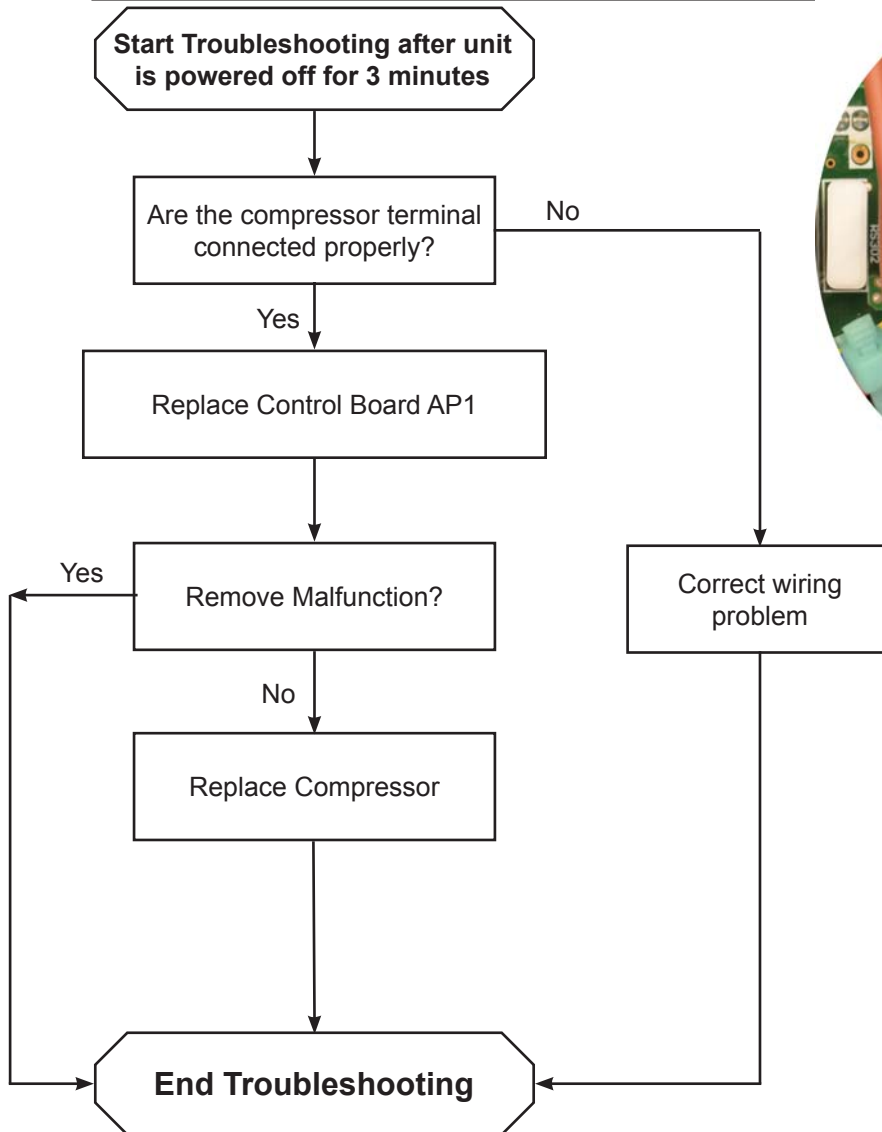 Start Troubleshooting after unit
is powered off for 3 minutes
Are the compressor terminal
connected properly?
No
Yes
Replace Control Board AP1
Yes
Remove Malfunction?
Correct wiring
problem
No
Replace Compressor
End Troubleshooting
RS302